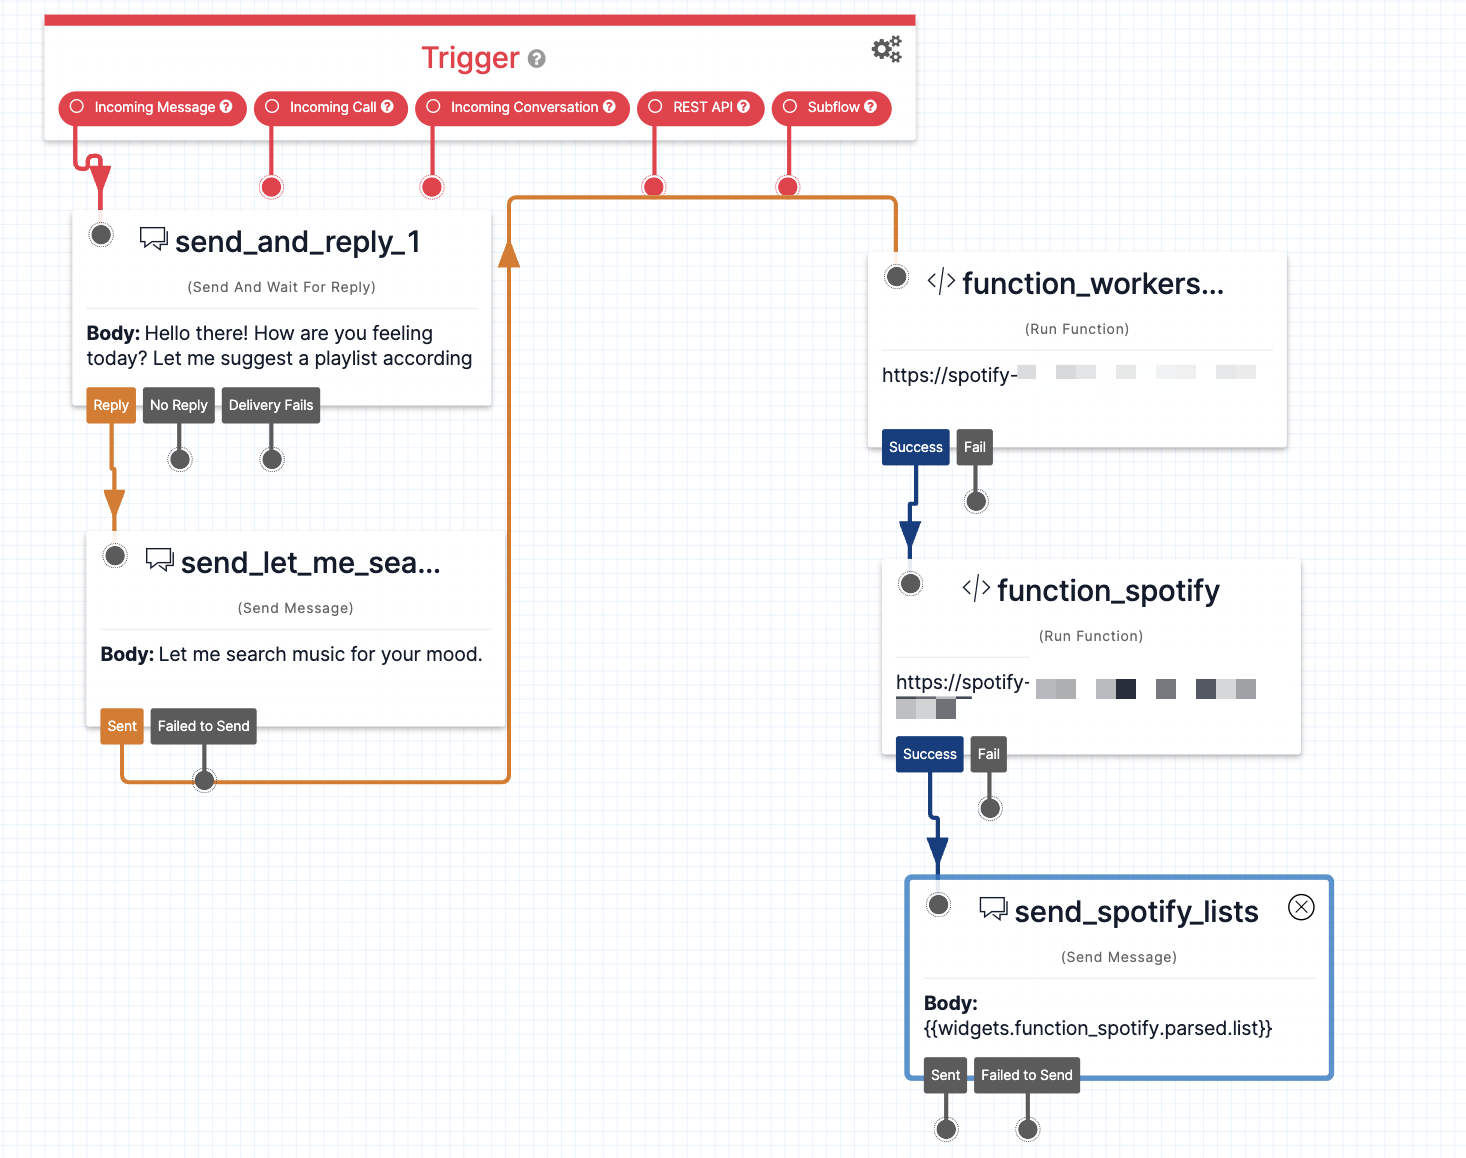 Trigger ?
Incoming Message ?
Incoming Call ?
Incoming Conversation ?
REST API ?
Subflow ?
send_and_reply_1
(Send And Wait For Reply)
Body: Hello there! How are you feeling
today? Let me suggest a playlist according
Reply
No Reply
Delivery Fails
send_let_me_sea...
(Send Message)
Body: Let me search music for your mood.
Sent
Failed to Send
</> function_workers...
(Run Function)
https://spotify-
Success
Fail
</> function_spotify
(Run Function)
https://spotify-
Success
Fail
send_spotify_lists
(Send Message)
Body:
{{widgets.function_spotify.parsed.list}}
Sent
Failed to Send